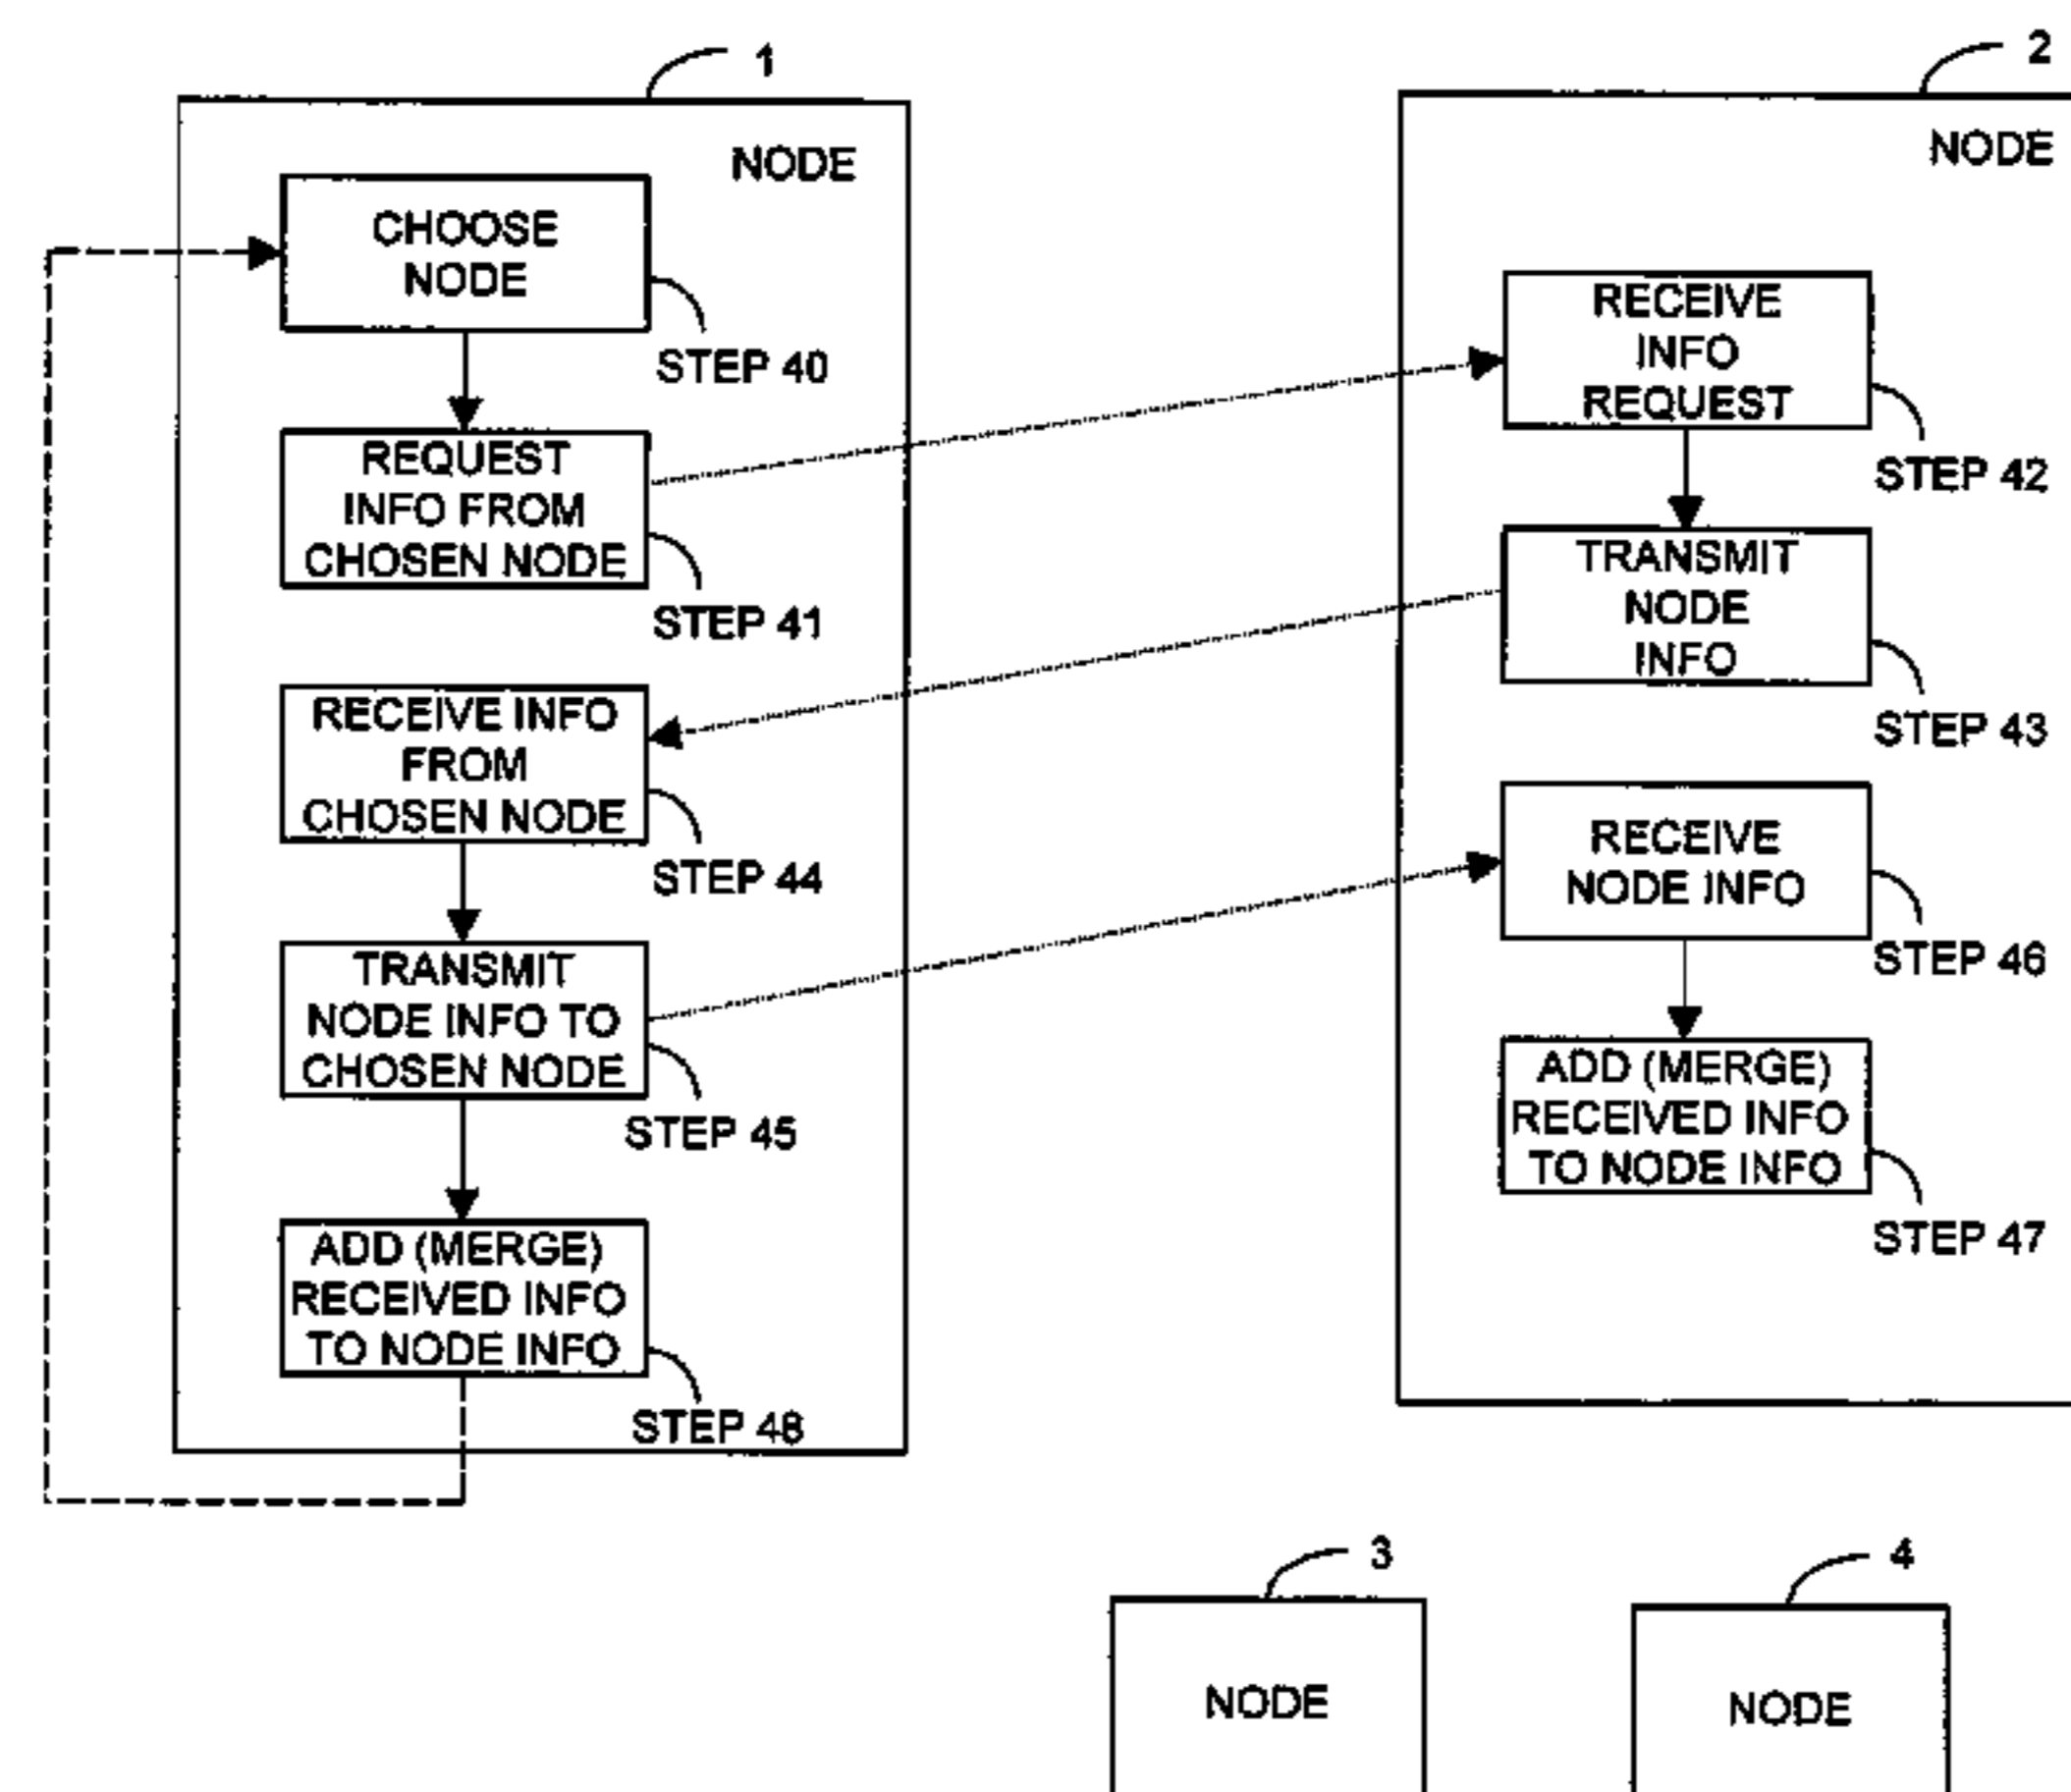 1
NODE
CHOOSE
NODE
STEP 40
REQUEST
INFO FROM
CHOSEN NODE
STEP 41
RECEIVE INFO
FROM
CHOSEN NODE
STEP 44
TRANSMIT
NODE INFO TO
CHOSEN NODE
STEP 45
ADD (MERGE)
RECEIVED INFO
TO NODE INFO
STEP 48
2
NODE
RECEIVE
INFO
REQUEST
STEP 42
TRANSMIT
NODE
INFO
STEP 43
RECEIVE
NODE INFO
STEP 46
ADD (MERGE)
RECEIVED INFO
TO NODE INFO
STEP 47
3
NODE
4
NODE